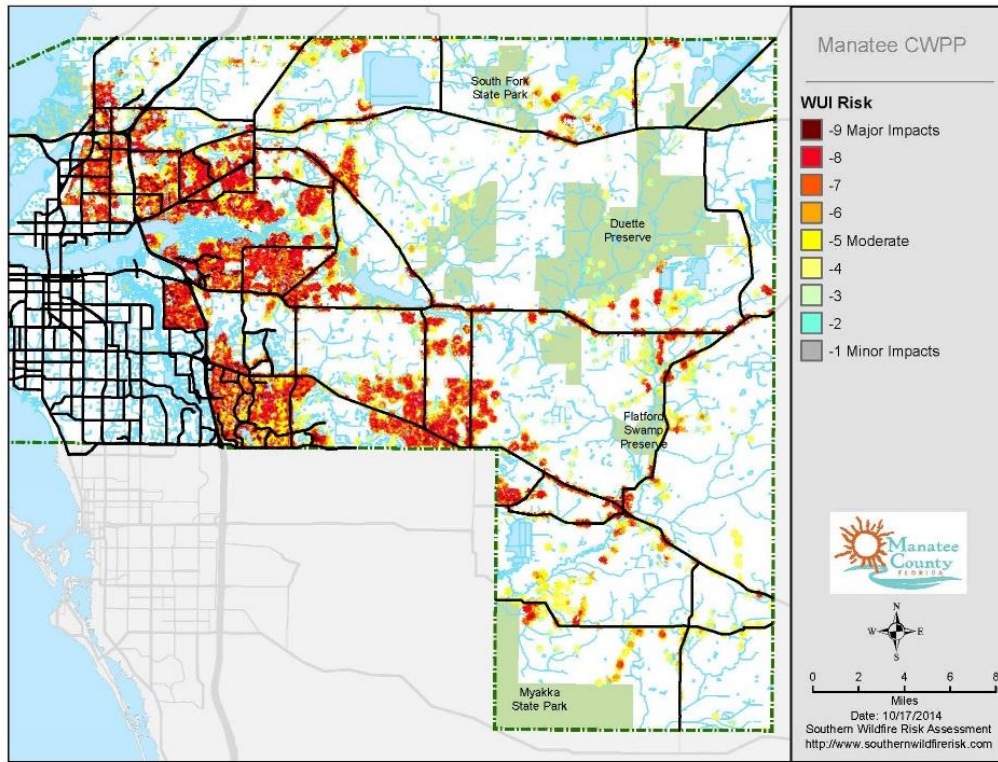 South Fork
State Park
Duette
Preserve
Flatford
Swamp
Preserve
Myakka
State Park
Manatee CWPP
WUI Risk
-9 Major Impacts
-8
-7
-6
-5 Moderate
-4
-3
-2
-1 Minor Impacts
Manatee
County
FLORIDA
N
W E
S
0 2 4 6 8
Miles
Date: 10/17/2014
Southern Wildfire Risk Assessment
http://www.southernwildfirerisk.com